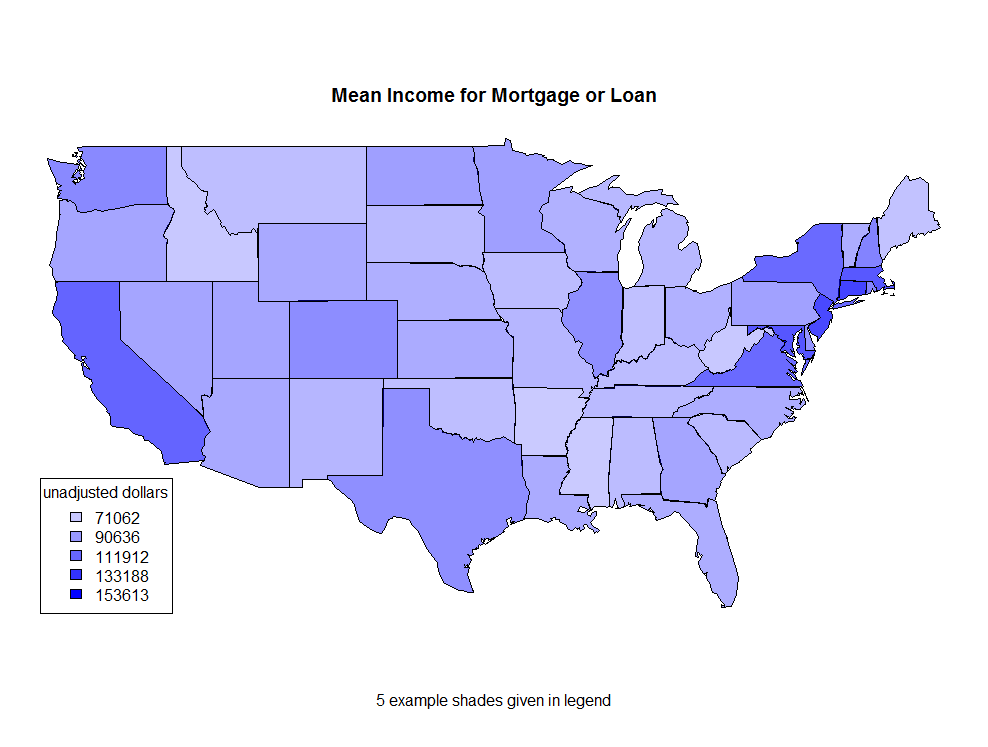 Mean Income for Mortgage or Loan
unadjusted dollars
71062
90636
111912
133188
153613
5 example shades given in legend